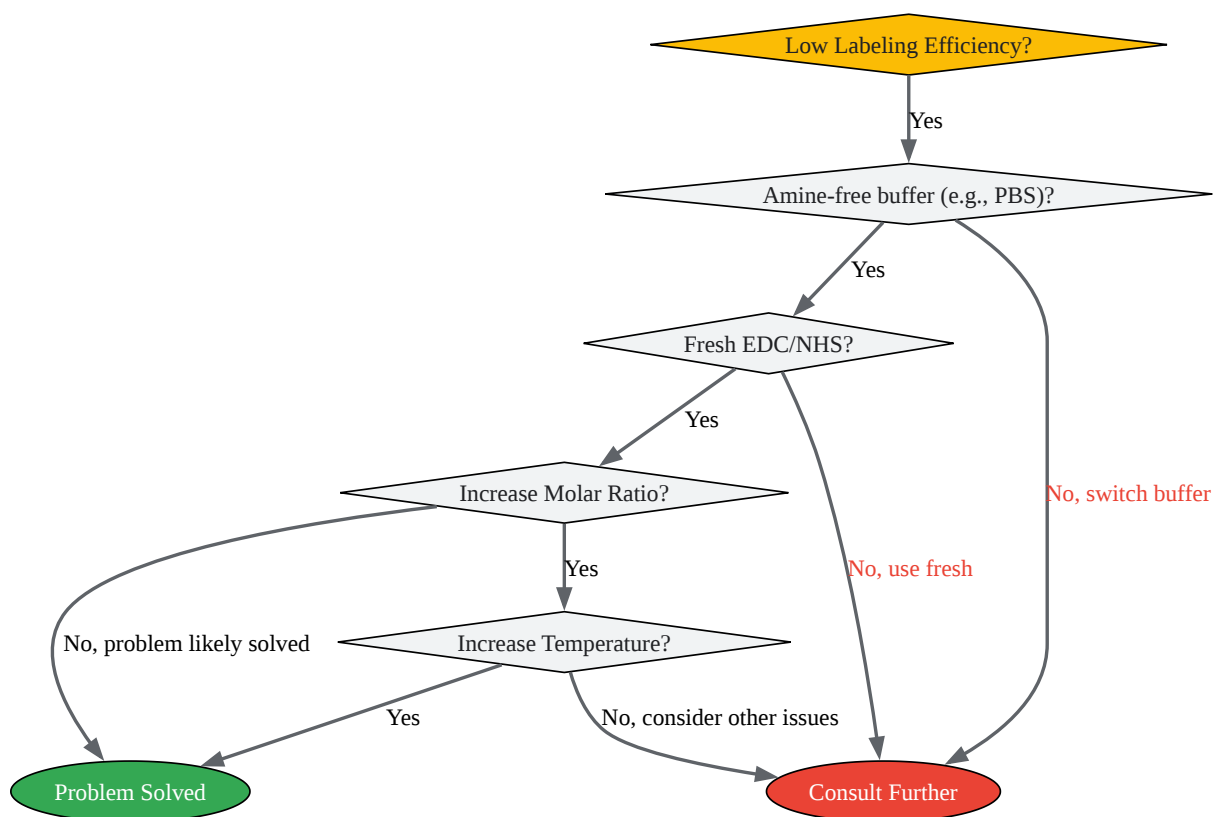 Low Labeling Efficiency?
Yes
Amine-free buffer (e.g., PBS)?
Yes
Fresh EDC/NHS?
Yes
Increase Molar Ratio?
No, switch buffer
Yes
No, use fresh
No, problem likely solved
Increase Temperature?
Yes
No, consider other issues
Problem Solved
Consult Further